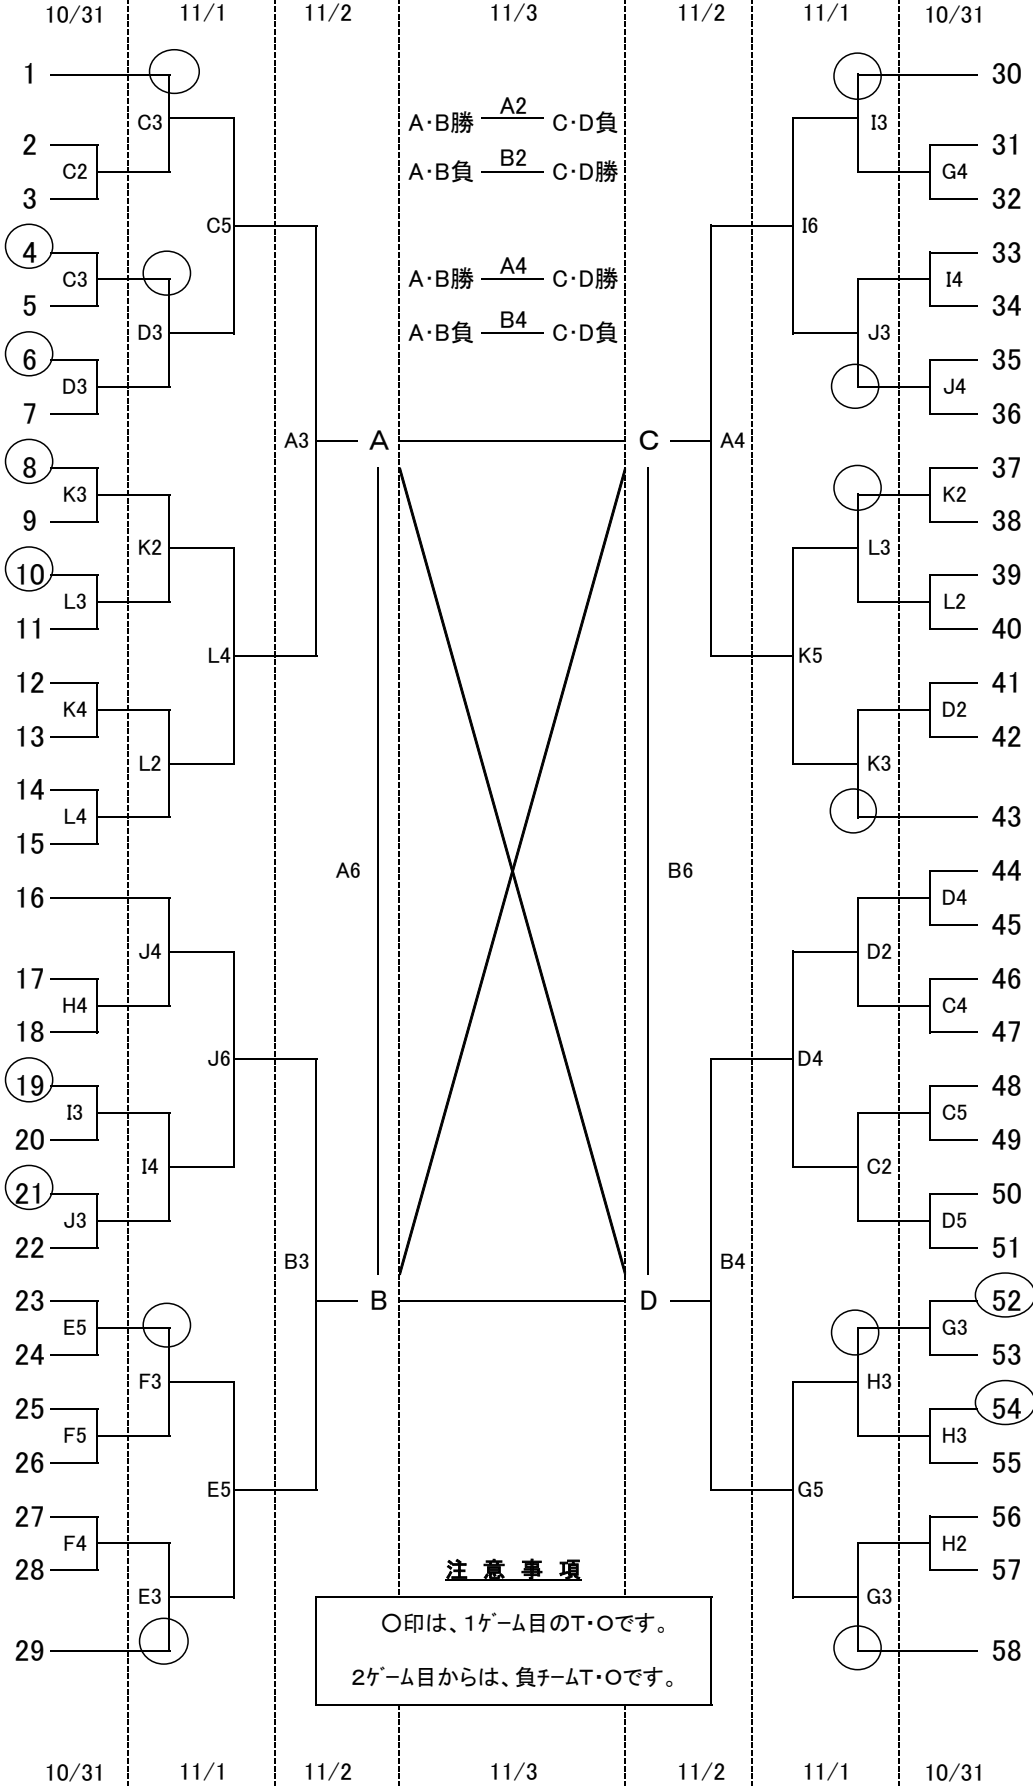 10/31 11/1 11/2 11/3 11/2 11/1 10/31
1 30
C3 A·B勝 A2 C·D負 I3
2 31
C2 A·B負 B2 C·D勝 G4
3 32
C5 I6
4 33
C3 A·B勝 A4 C·D勝 I4
5 34
D3 A·B負 B4 C·D負 J3
6 35
D3 J4
7 36
A3 A C A4
8 37
K3 K2
9 38
K2 L3
10 39
L3 L2
11 40
L4 K5
12 41
K4 D2
13 42
L2 K3
14 43
L4
15
A6 B6
16 44
D4
45
J4 D2
17 46
H4 C4
18 47
J6 D4
19 48
I3 C5
20 49
I4 C2
21 50
J3 D5
22 51
B3 B4
23 B D 52
E5 G3
24 53
F3 H3
25 54
F5 H3
26 55
E5 G5
27 56
F4 H2
28 57
注意事項
E3 G3
〇印は、1ゲーム目のT・Oです。
29 58
2ゲーム目からは、負チームT・Oです。
10/31 11/1 11/2 11/3 11/2 11/1 10/31